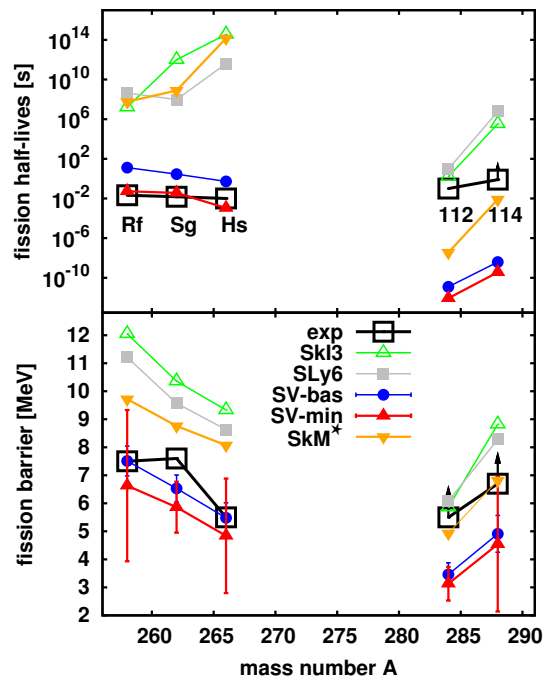 fission half-lives [s]
10^14
10^10
10^6
10^2
10^-2
10^-6
10^-10
Rf Sg Hs
112 114
fission barrier [MeV]
12
11
10
9
8
7
6
5
4
3
2
exp
SkI3
SLy6
SV-bas
SV-min
SkM*
260 265 270 275 280 285 290
mass number A